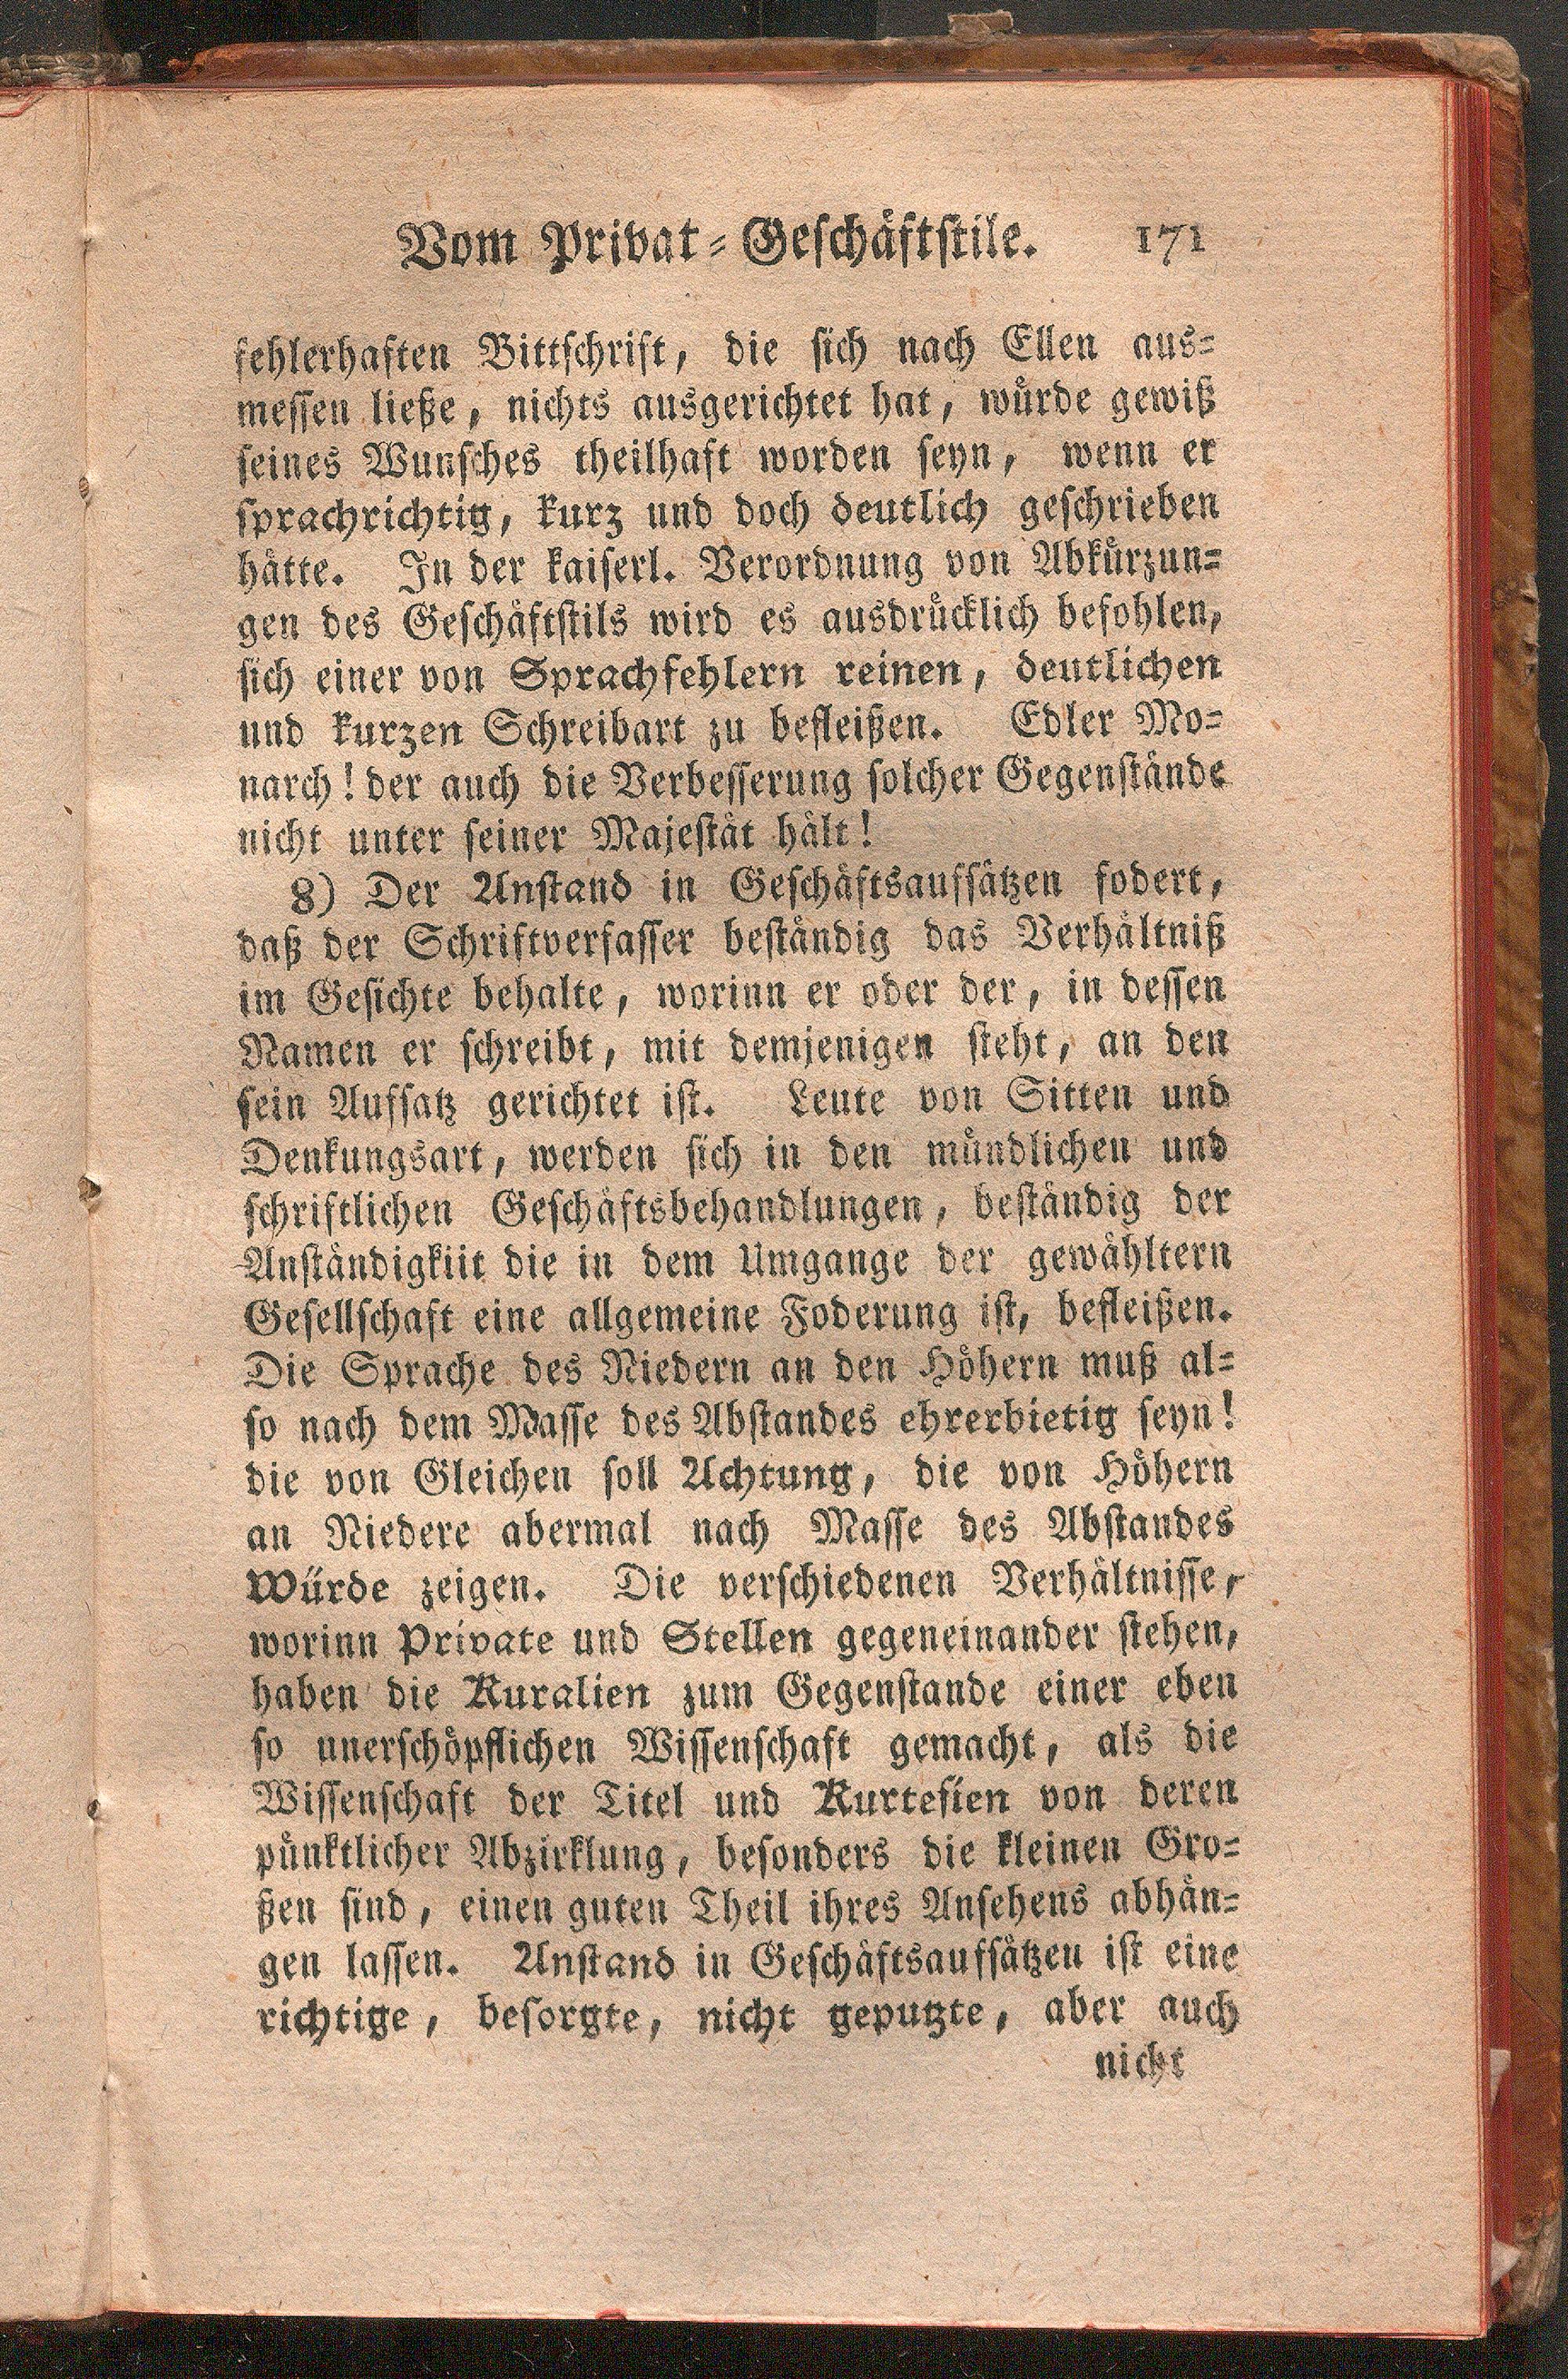 Vom Privat-Geschäftstile. 171
fehlerhaften Bittschrift, die sich nach Ellen aus-
messen ließe, nichts ausgerichtet hat, würde gewiß
seines Wunsches theilhaft worden seyn, wenn er
sprachrichtig, kurz und doch deutlich geschrieben
hätte. In der kaiserl. Verordnung von Abkürzun-
gen des Geschäftstils wird es ausdrücklich befohlen,
sich einer von Sprachfehlern reinen, deutlichen
und kurzen Schreibart zu befleißen. Edler Mo-
narch! der auch die Verbesserung solcher Gegenstände
nicht unter seiner Majestät hält!
8) Der Anstand in Geschäftsaufsätzen fodert,
daß der Schriftverfasser beständig das Verhältniß
im Gesichte behalte, worinn er oder der, in dessen
Namen er schreibt, mit demjenigen steht, an den
sein Aufsatz gerichtet ist. Leute von Sitten und
Denkungsart, werden sich in den mündlichen und
schriftlichen Geschäftsbehandlungen, beständig der
Anständigkiit die in dem Umgange der gewähltern
Gesellschaft eine allgemeine Foderung ist, befleißen.
Die Sprache des Niedern an den Höhern muß al-
so nach dem Masse des Abstandes ehrerbietig seyn!
die von Gleichen soll Achtung, die von Höhern
an Niedere abermal nach Masse des Abstandes
Würde zeigen. Die verschiedenen Verhältnisse,
worinn Private und Stellen gegeneinander stehen,
haben die Kuralien zum Gegenstande einer eben
so unerschöpflichen Wissenschaft gemacht, als die
Wissenschaft der Titel und Kurtesien von deren
pünktlicher Abzirklung, besonders die kleinen Gro-
ßen sind, einen guten Theil ihres Ansehens abhän-
gen lassen. Anstand in Geschäftsaufsätzen ist eine
richtige, besorgte, nicht geputzte, aber auch
nicht